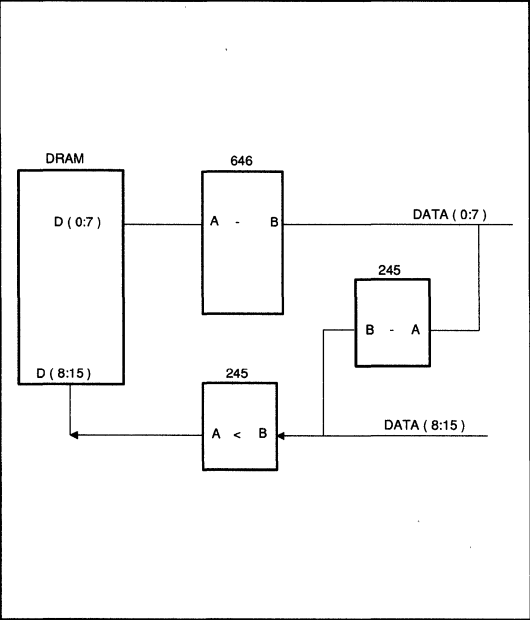 DRAM
646
D ( 0:7 )
A - B
DATA ( 0:7 )
245
B - A
D ( 8:15 )
245
A < B
DATA ( 8:15 )